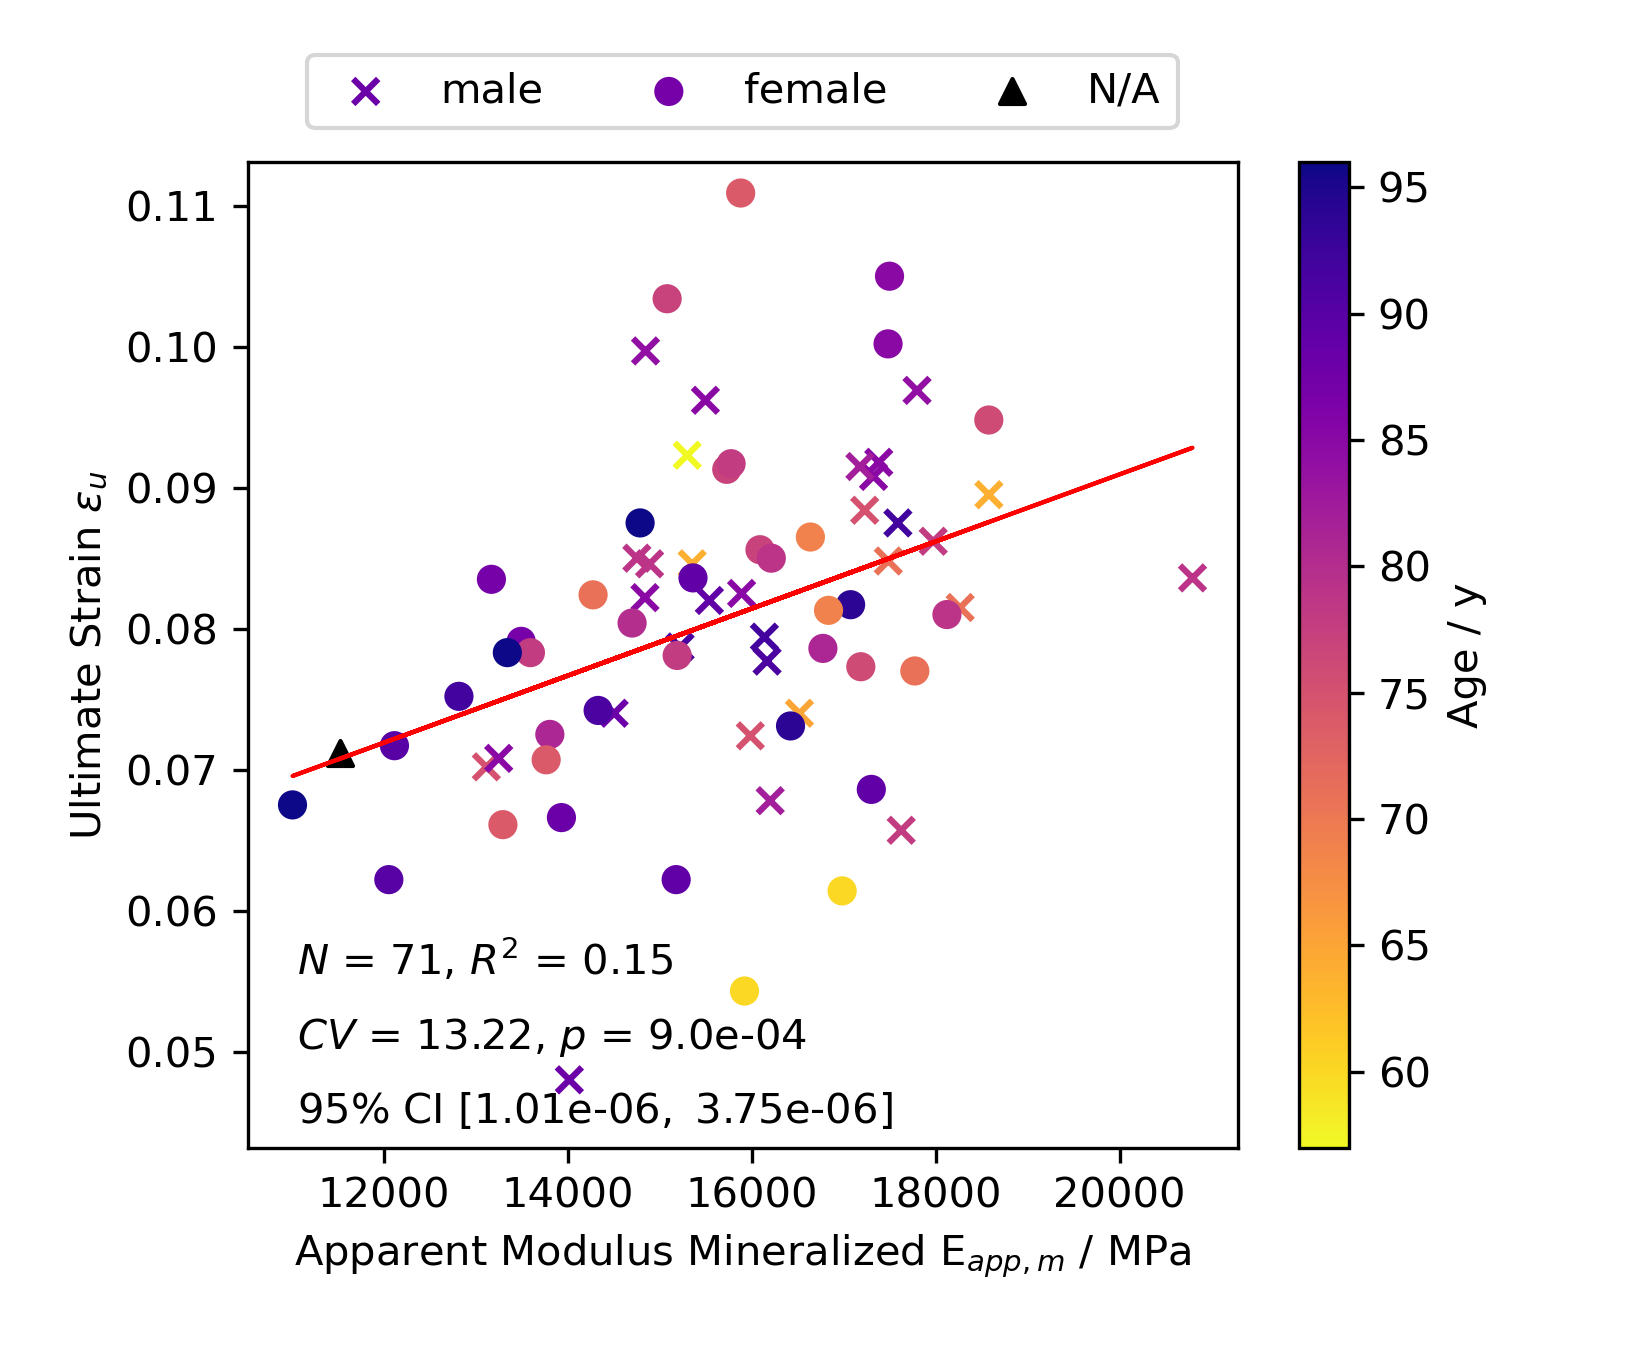 male female N/A
0.11
0.10
0.09
0.08
0.07
0.06
0.05
Ultimate Strain εu
N = 71, R² = 0.15
CV = 13.22, p = 9.0e-04
95% CI [1.01e-06, 3.75e-06]
12000 14000 16000 18000 20000
Apparent Modulus Mineralized Eapp,m / MPa
95
90
85
80
75
70
65
60
Age / y